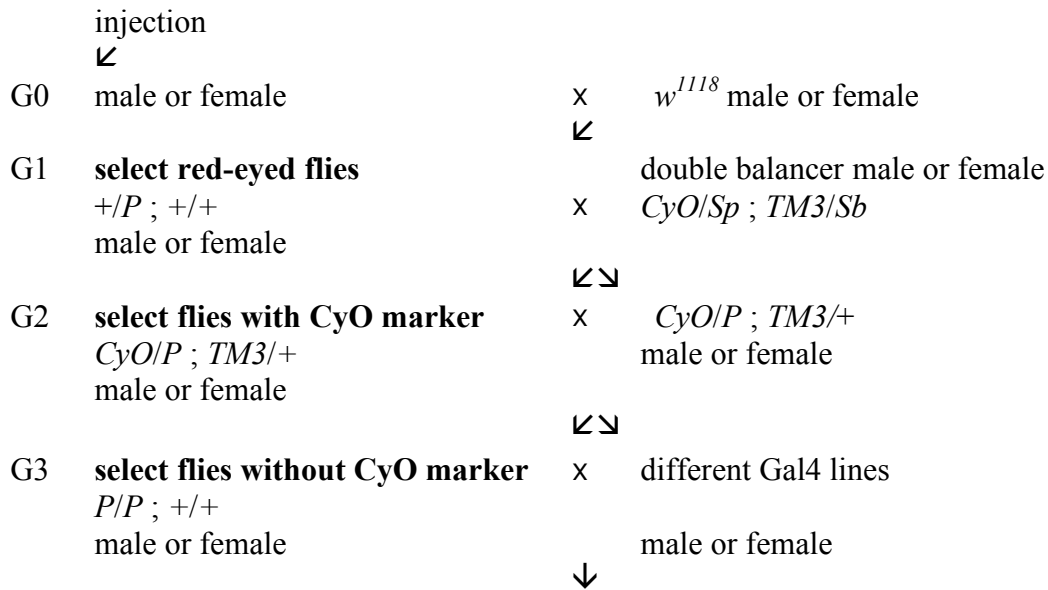 injection
↙
G0 male or female x w^1118 male or female
↙
G1 select red-eyed flies double balancer male or female
+/P ; +/+ x CyO/Sp ; TM3/Sb
male or female
↙↘
G2 select flies with CyO marker x CyO/P ; TM3/+
CyO/P ; TM3/+ male or female
male or female
↙↘
G3 select flies without CyO marker x different Gal4 lines
P/P ; +/+
male or female male or female
↓